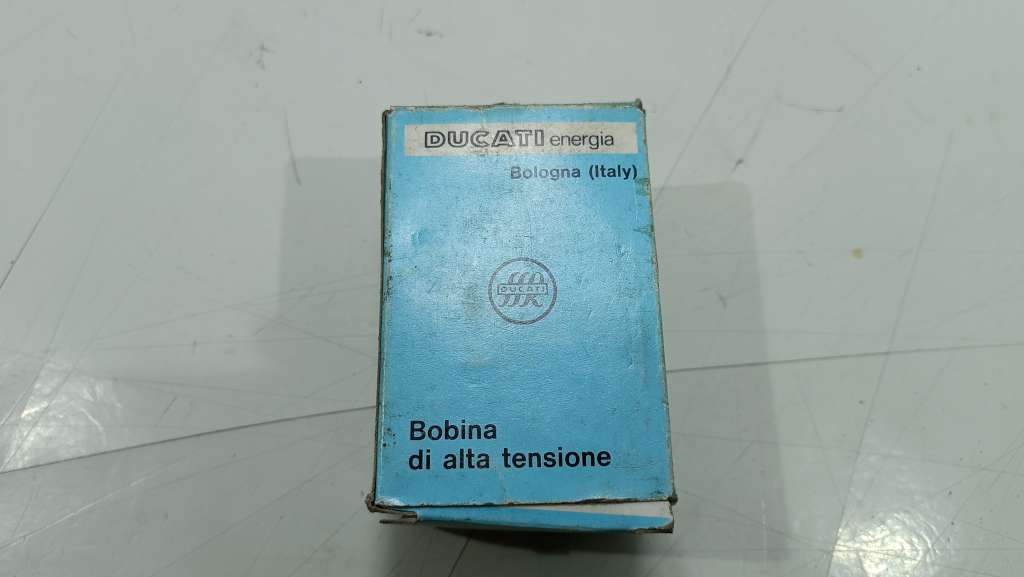 DUCATI energia
Bologna (Italy)
DUCATI
Bobina
di alta tensione